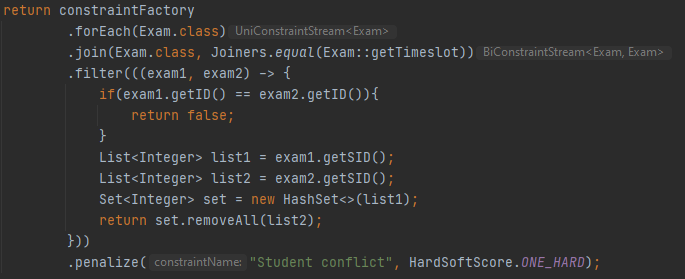 return constraintFactory
.forEach(Exam.class) UniConstraintStream<Exam>
.join(Exam.class, Joiners.equal(Exam::getTimeslot)) BiConstraintStream<Exam, Exam>
.filter(((exam1, exam2) -> {
if(exam1.getID() == exam2.getID()){
return false;
}
List<Integer> list1 = exam1.getSID();
List<Integer> list2 = exam2.getSID();
Set<Integer> set = new HashSet<>(list1);
return set.removeAll(list2);
}))
.penalize( constraintName: "Student conflict", HardSoftScore.ONE_HARD);